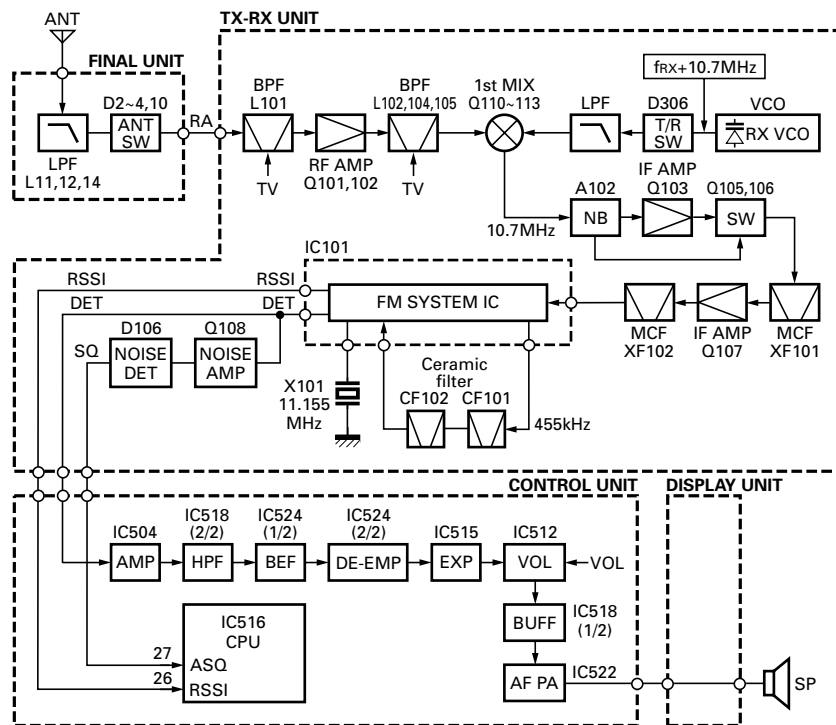 ANT
TX-RX UNIT
FINAL UNIT
D2~4,10
ANT
SW
LPF
L11,12,14
RA
BPF
L101
TV
RF AMP
Q101,102
BPF
L102,104,105
TV
1st MIX
Q110~113
LPF
D306
T/R
SW
fRX+10.7MHz
VCO
RX VCO
10.7MHz
A102
NB
IF AMP
Q103
Q105,106
SW
IC101
RSSI
RSSI
DET
DET
FM SYSTEM IC
MCF
XF102
IF AMP
Q107
MCF
XF101
D106
Q108
SQ
NOISE
DET
NOISE
AMP
X101
11.155
MHz
Ceramic
filter
CF102
CF101
455kHz
CONTROL UNIT
DISPLAY UNIT
IC504
AMP
IC518
(2/2)
HPF
IC524
(1/2)
BEF
IC524
(2/2)
DE-EMP
IC515
EXP
IC512
VOL
VOL
IC518
(1/2)
BUFF
IC516
CPU
27
ASQ
26
RSSI
AF PA
IC522
SP